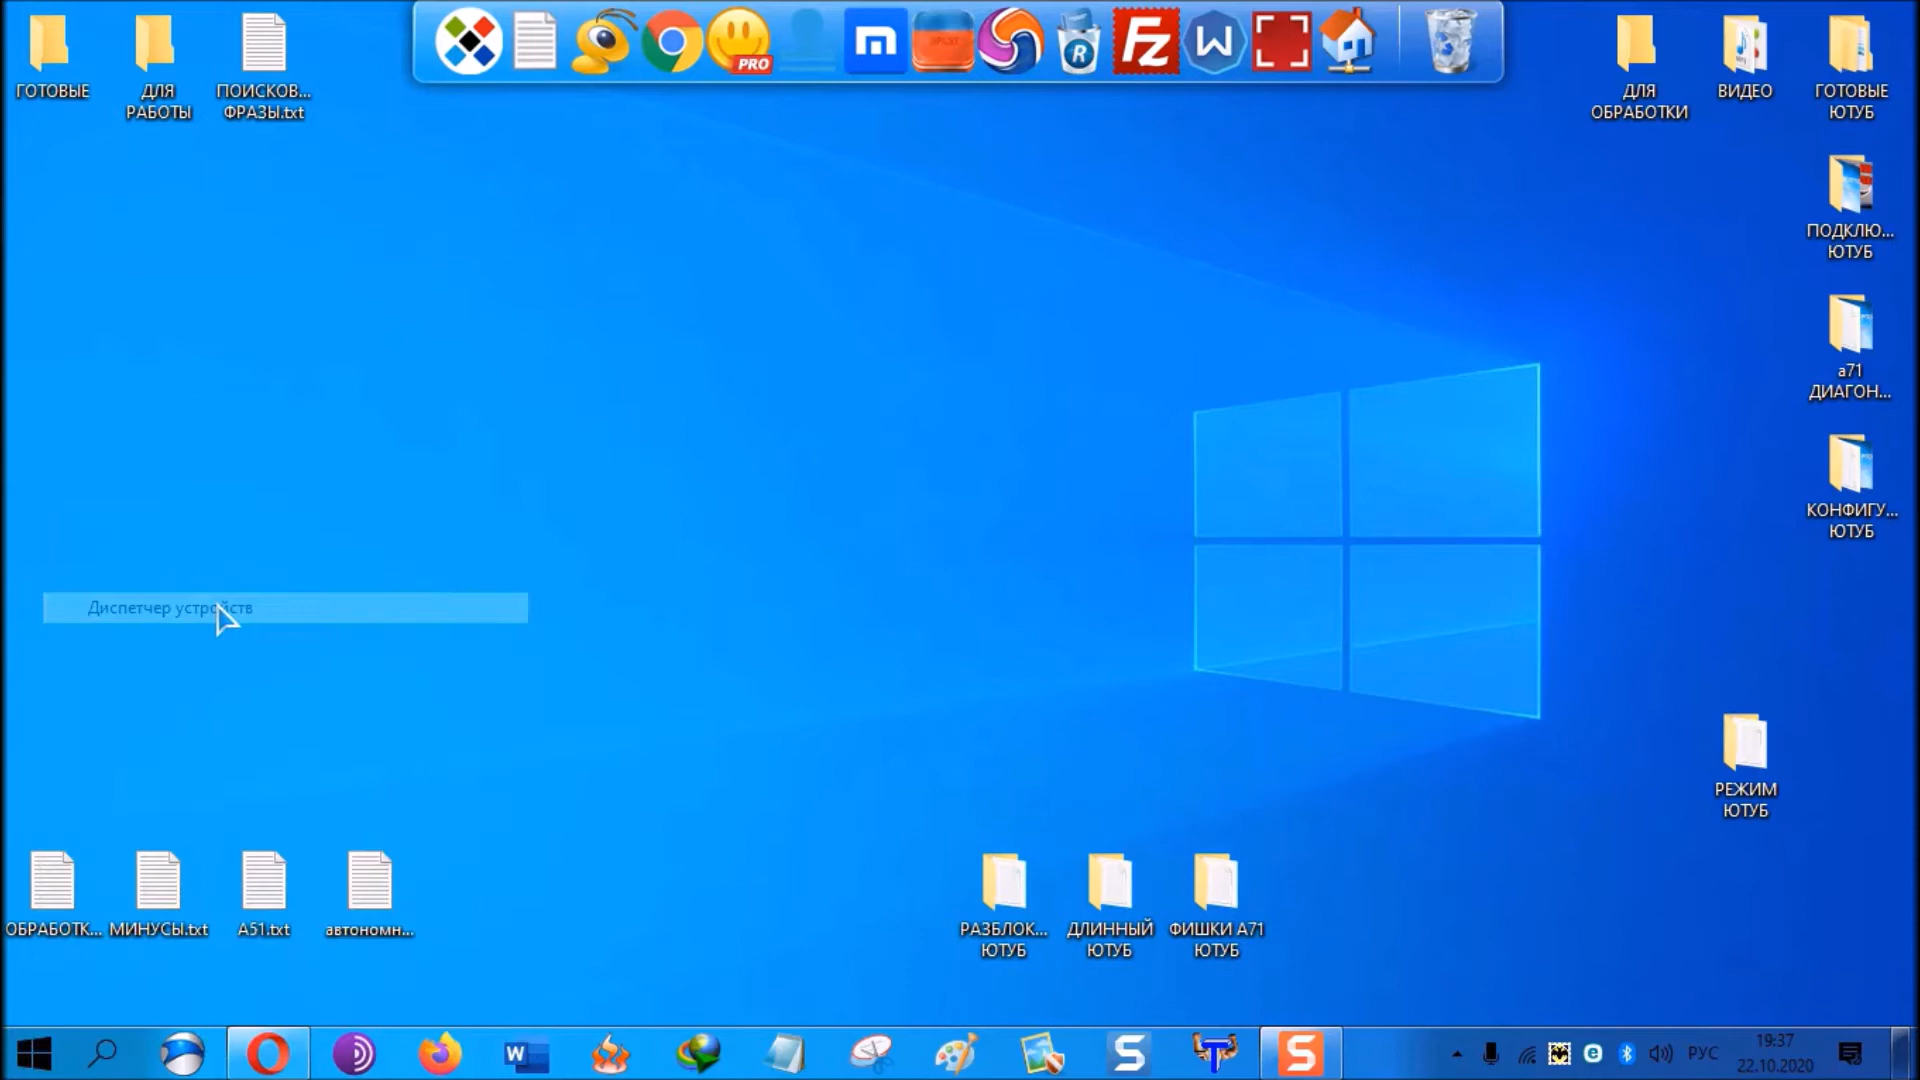 ГОТОВЫЕ
ДЛЯ
РАБОТЫ
ПОИСКОВ...
ФРАЗЫ.txt
PRO
ДЛЯ
ОБРАБОТКИ
ВИДЕО
ГОТОВЫЕ
ЮТУБ
ПОДКЛЮ...
ЮТУБ
а71
ДИАГОН...
КОНФИГУ...
ЮТУБ
Диспетчер устройств
РЕЖИМ
ЮТУБ
ОБРАБОТК...
МИНУСЫ.txt
А51.txt
автономн...
РАЗБЛОК...
ЮТУБ
ДЛИННЫЙ
ЮТУБ
ФИШКИ А71
ЮТУБ
РУС
19:37
22.10.2020